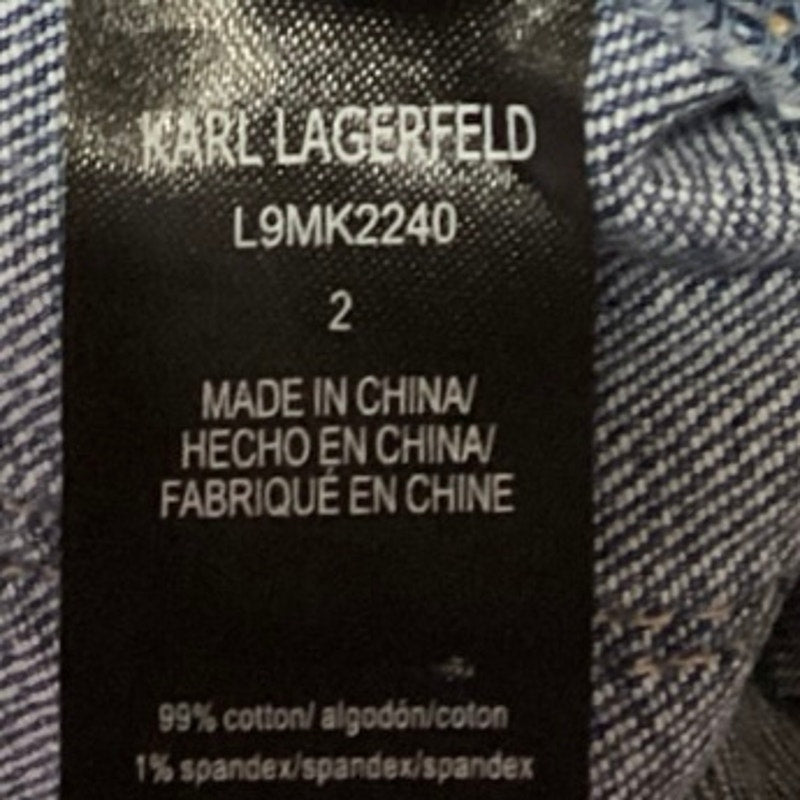 KARL LAGERFELD
L9MK2240
2
MADE IN CHINA/
HECHO EN CHINA/
FABRIQUÉ EN CHINE
99% cotton/ algodón/coton
1% spandex/spandex/spandex